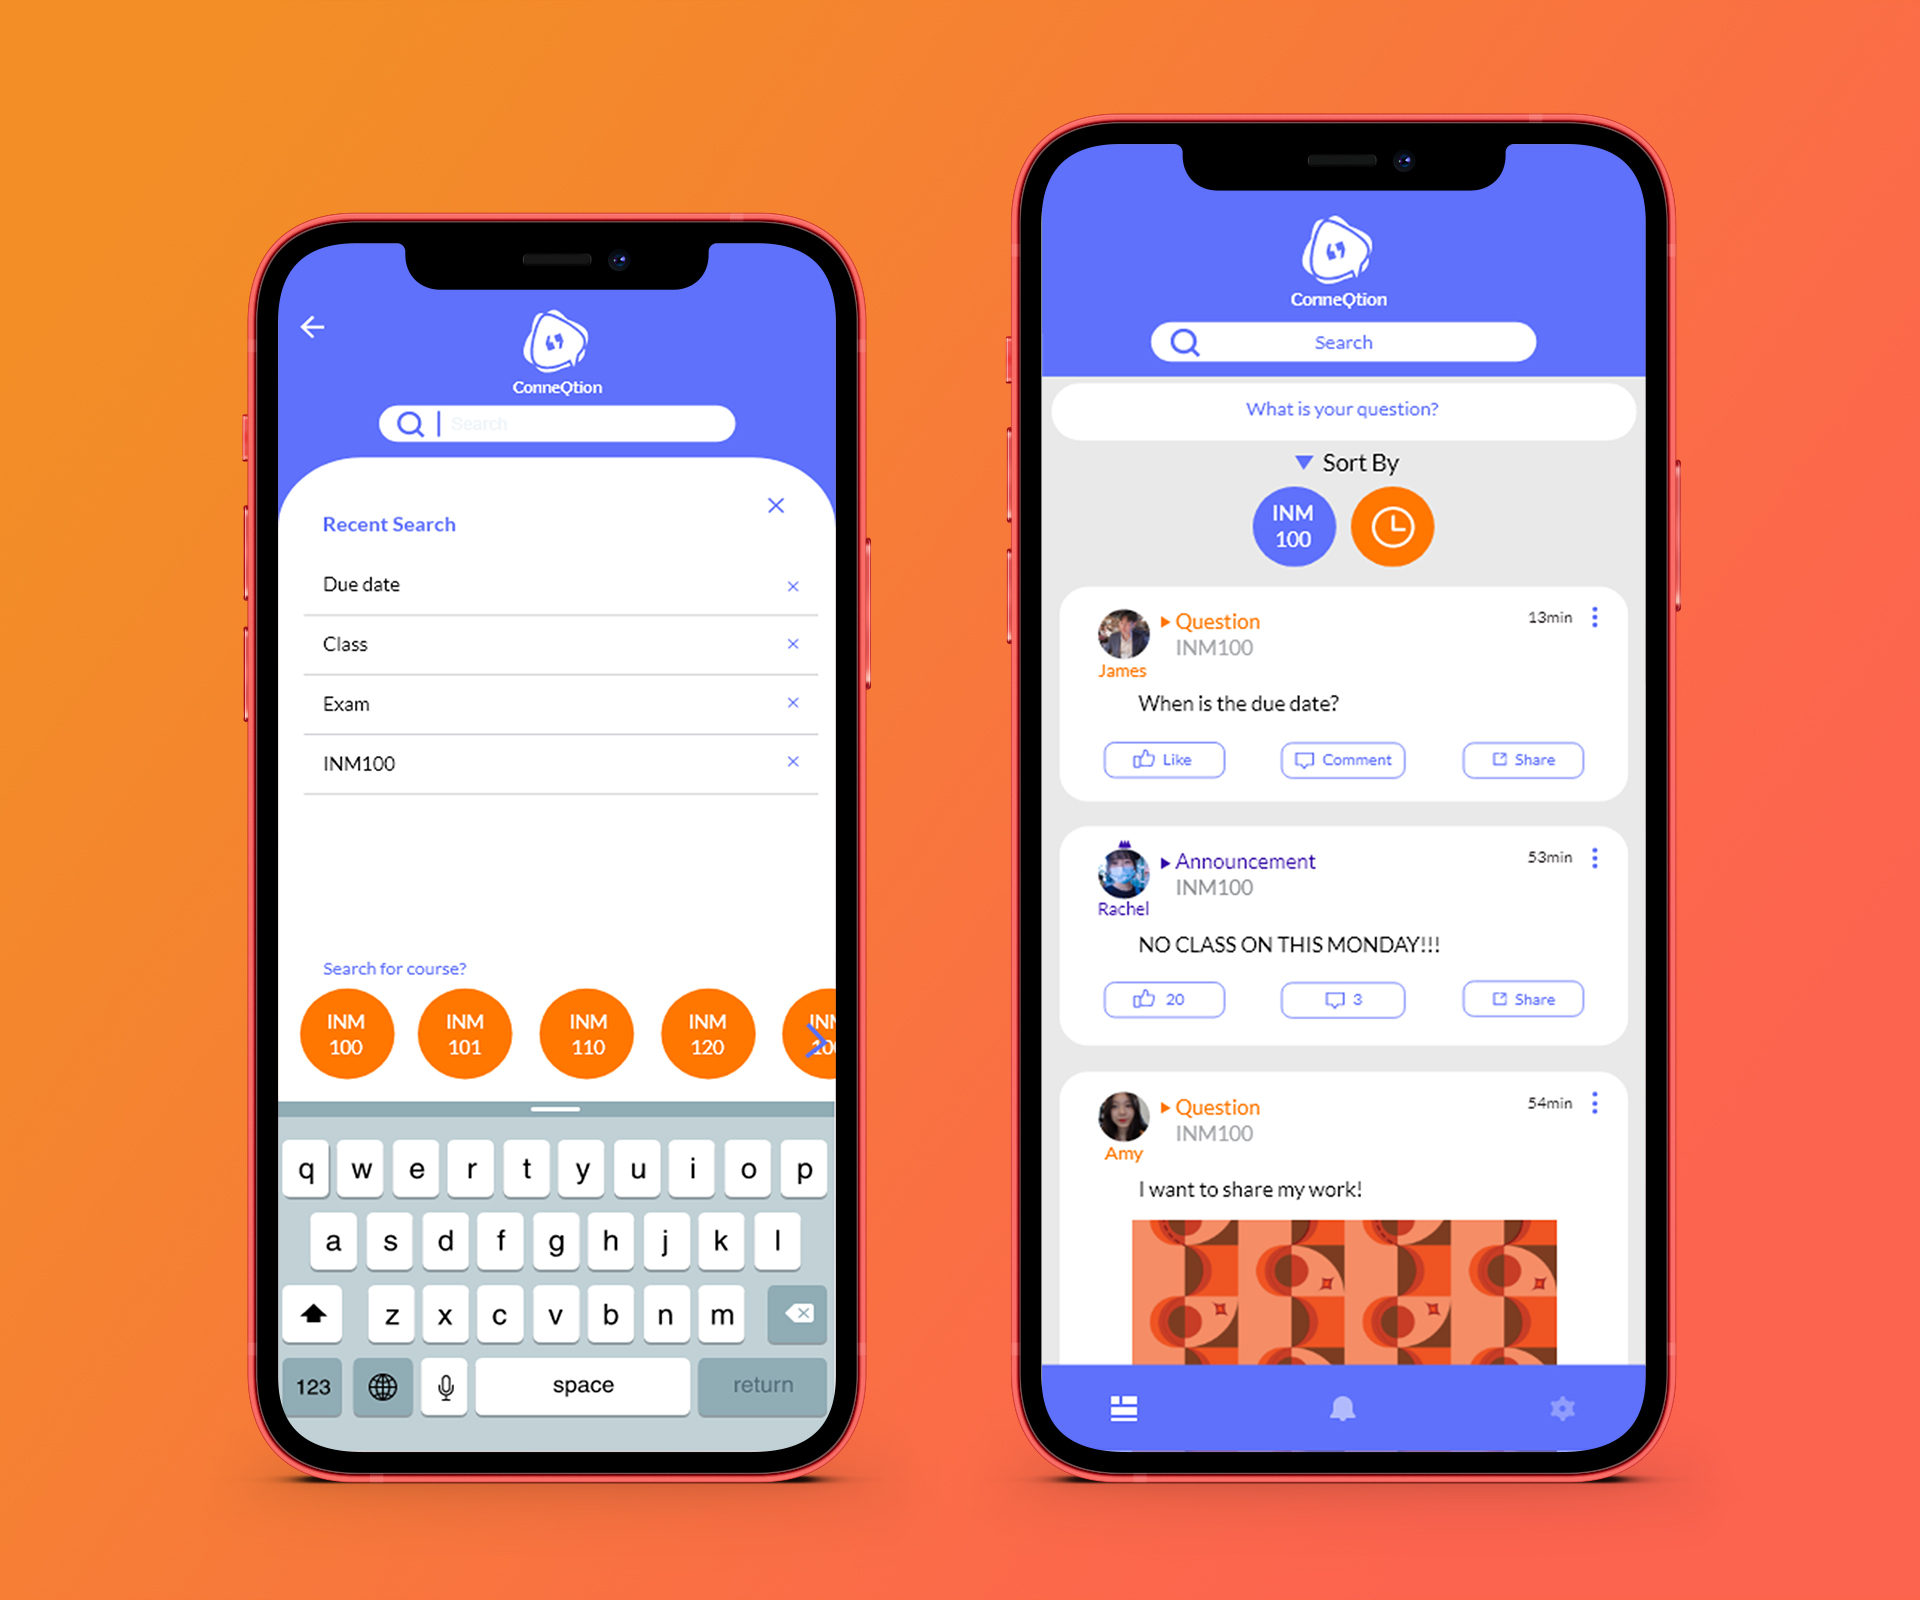 ConneQtion
Search
Recent Search
Due date
Class
Exam
INM100
Search for course?
INM
100
INM
101
INM
110
INM
120
INM
100
q w e r t y u i o p
a s d f g h j k l
z x c v b n m
123 space return
ConneQtion
Search
What is your question?
Sort By
INM
100
Question 13min
INM100
James
When is the due date?
Like Comment Share
Announcement 53min
INM100
Rachel
NO CLASS ON THIS MONDAY!!!
20 3 Share
Question 54min
INM100
Amy
I want to share my work!